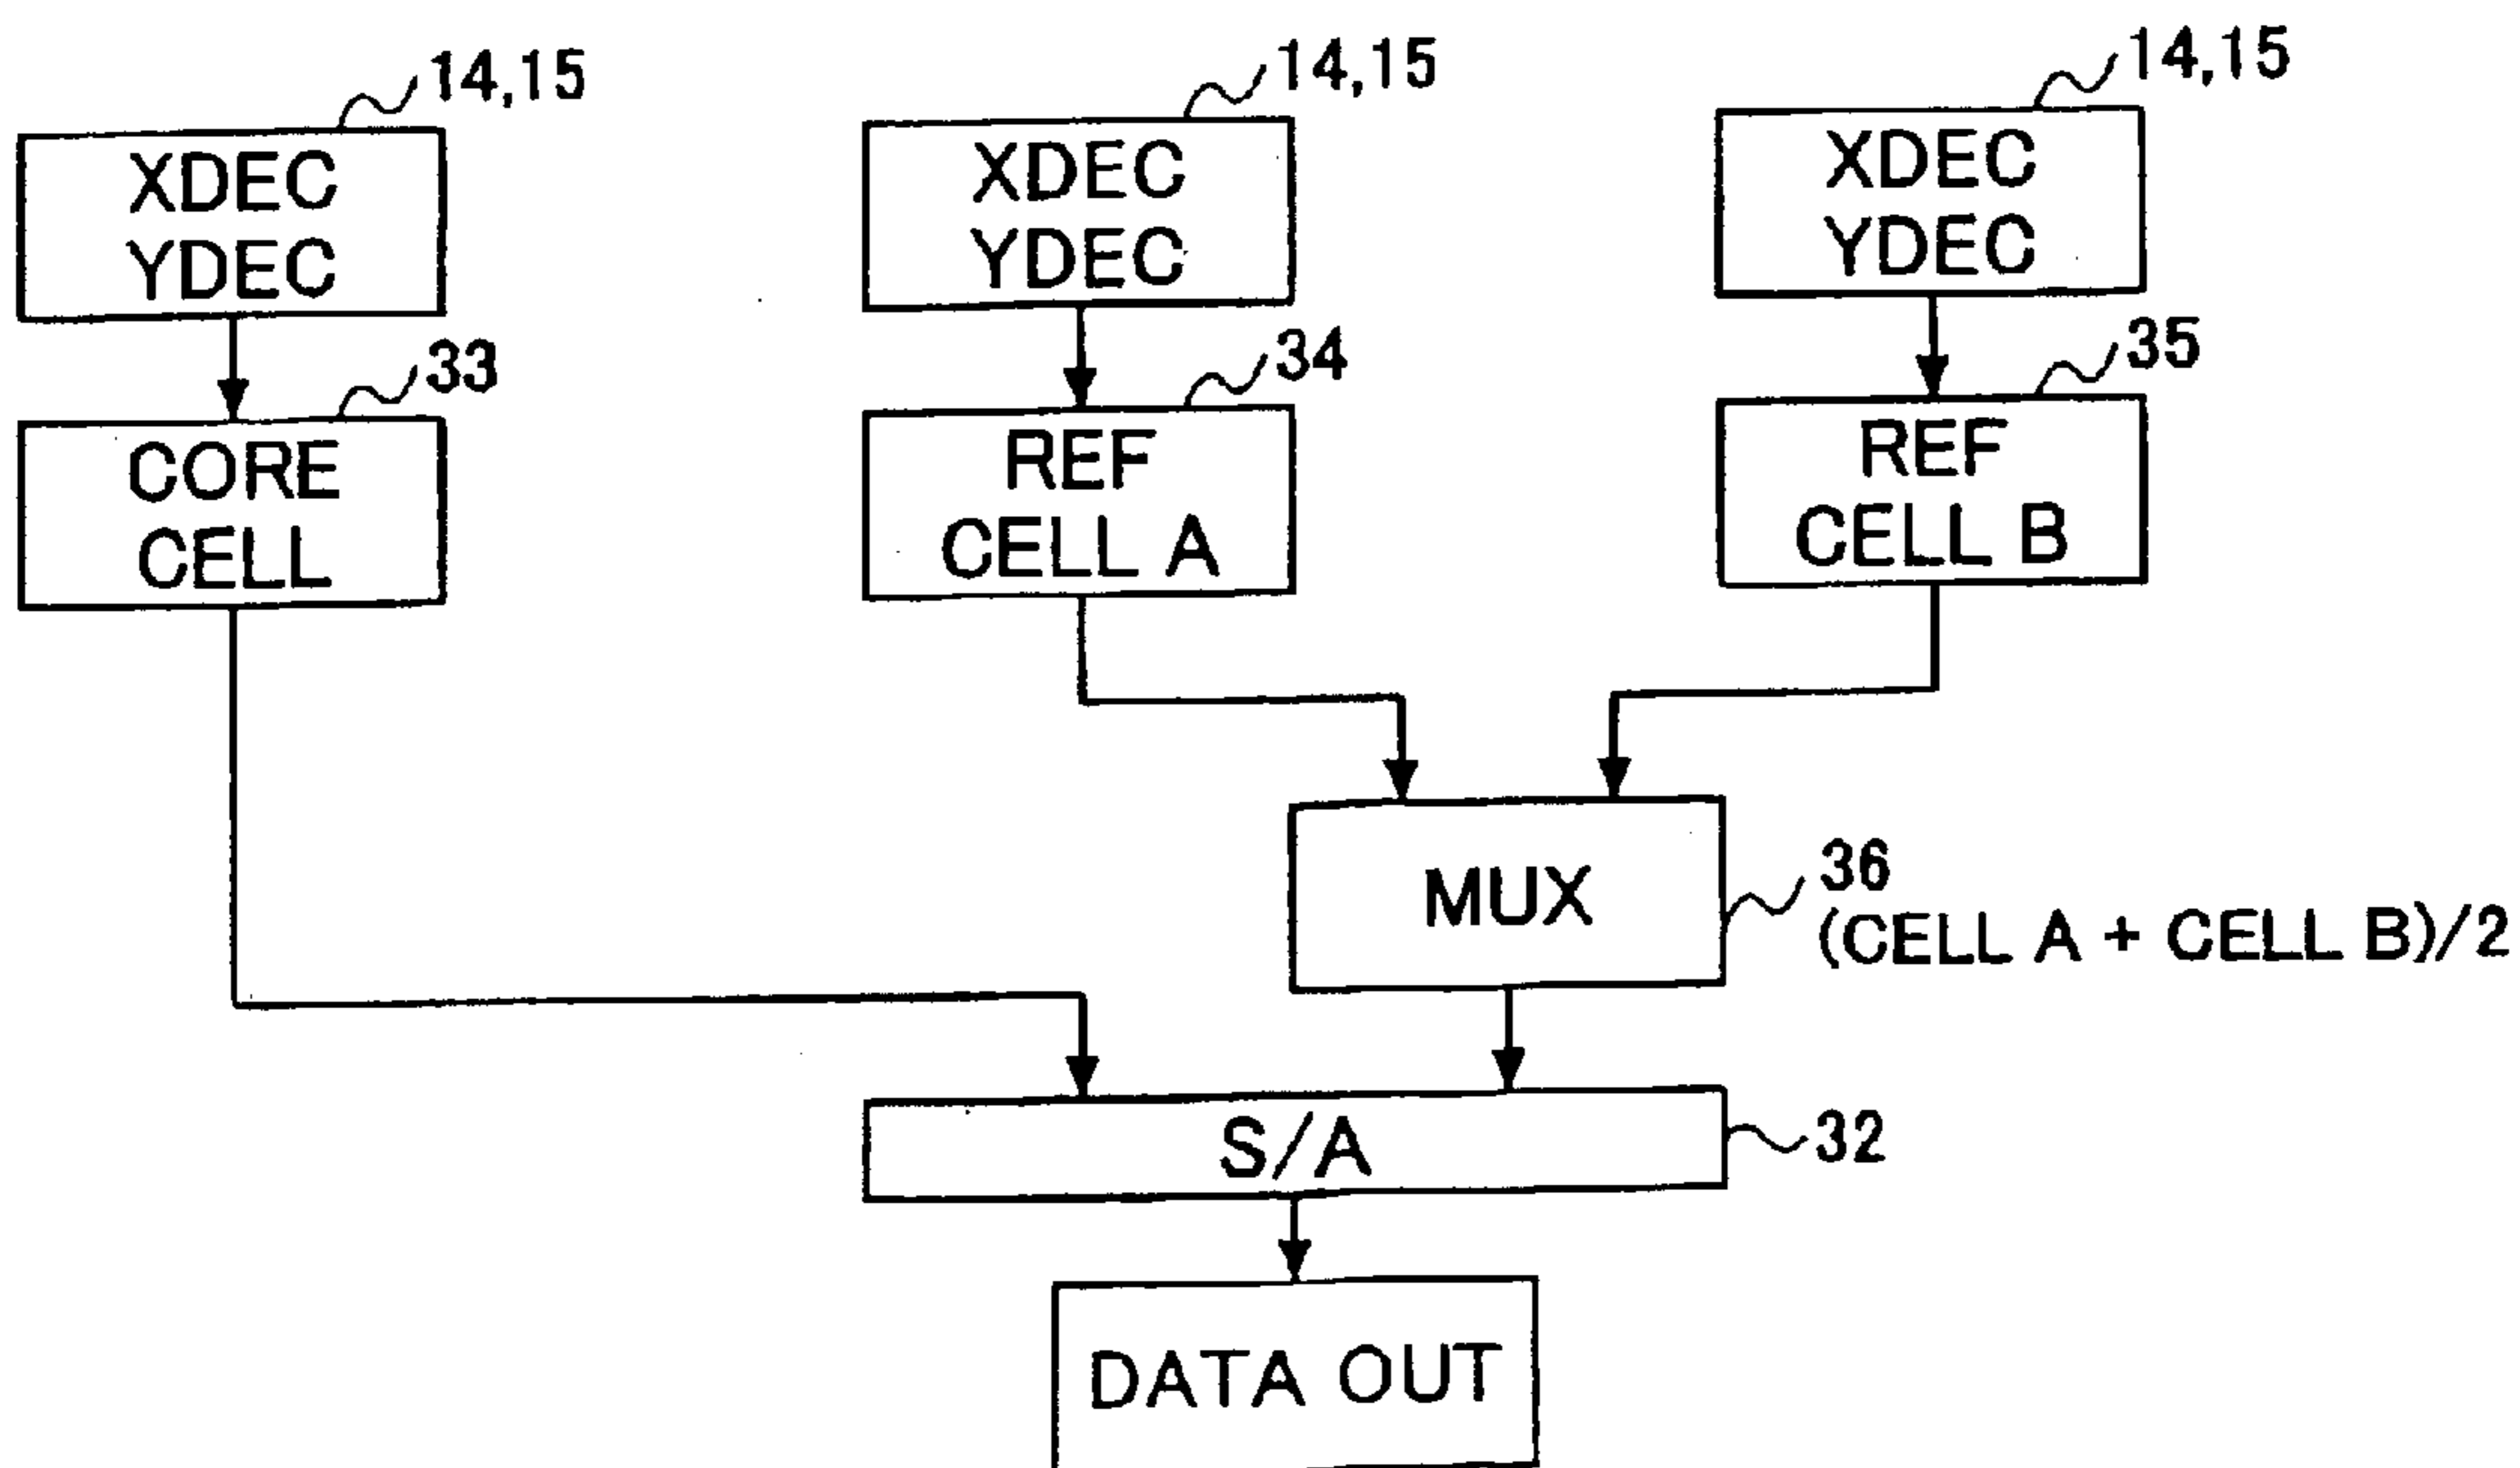 14,15
14,15
14,15
XDEC
YDEC
XDEC
YDEC
XDEC
YDEC
33
34
35
CORE
CELL
REF
CELL A
REF
CELL B
MUX
36
(CELL A + CELL B)/2
S/A
32
DATA OUT